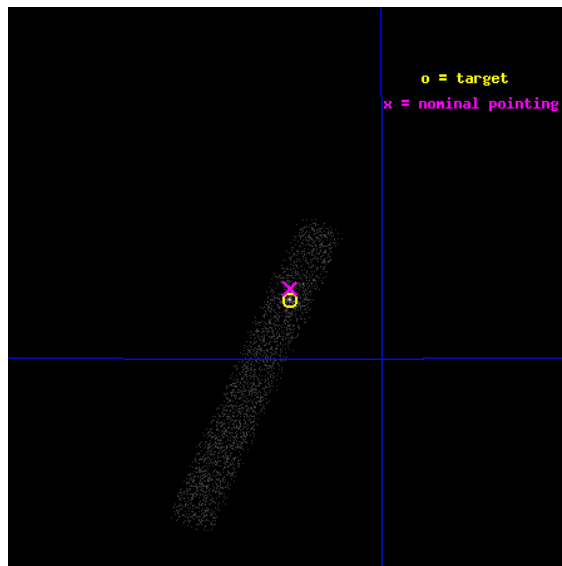 o = target
x = nominal pointing